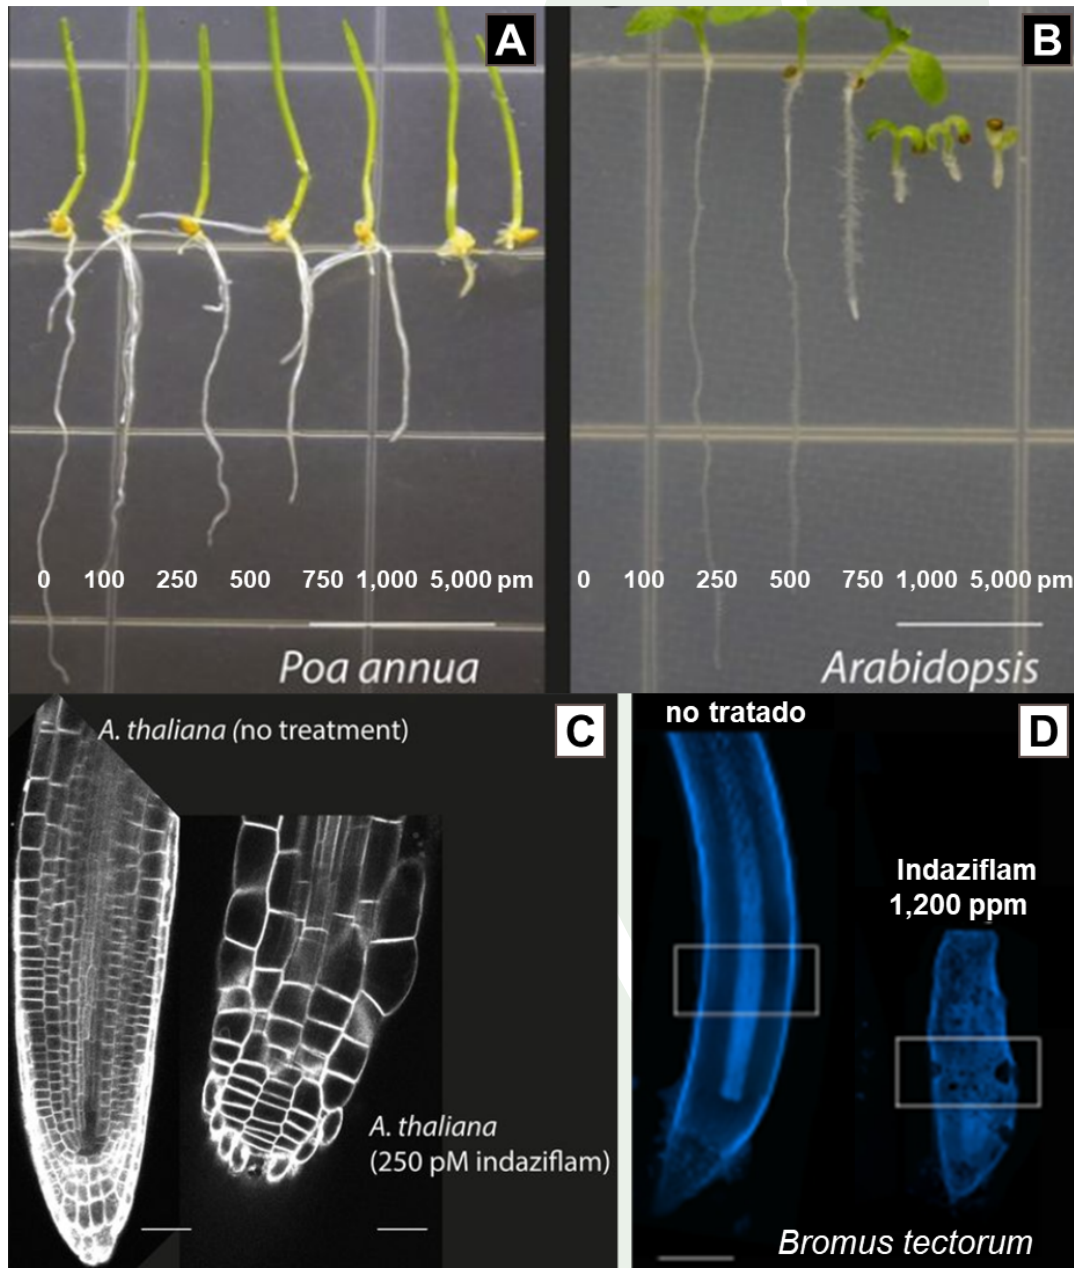 A
B
0 100 250 500 750 1,000 5,000 pm
0 100 250 500 750 1,000 5,000 pm
Poa annua
Arabidopsis
A. thaliana (no treatment)
C
no tratado
D
Indaziflam
1,200 ppm
A. thaliana
(250 pM indaziflam)
Bromus tectorum